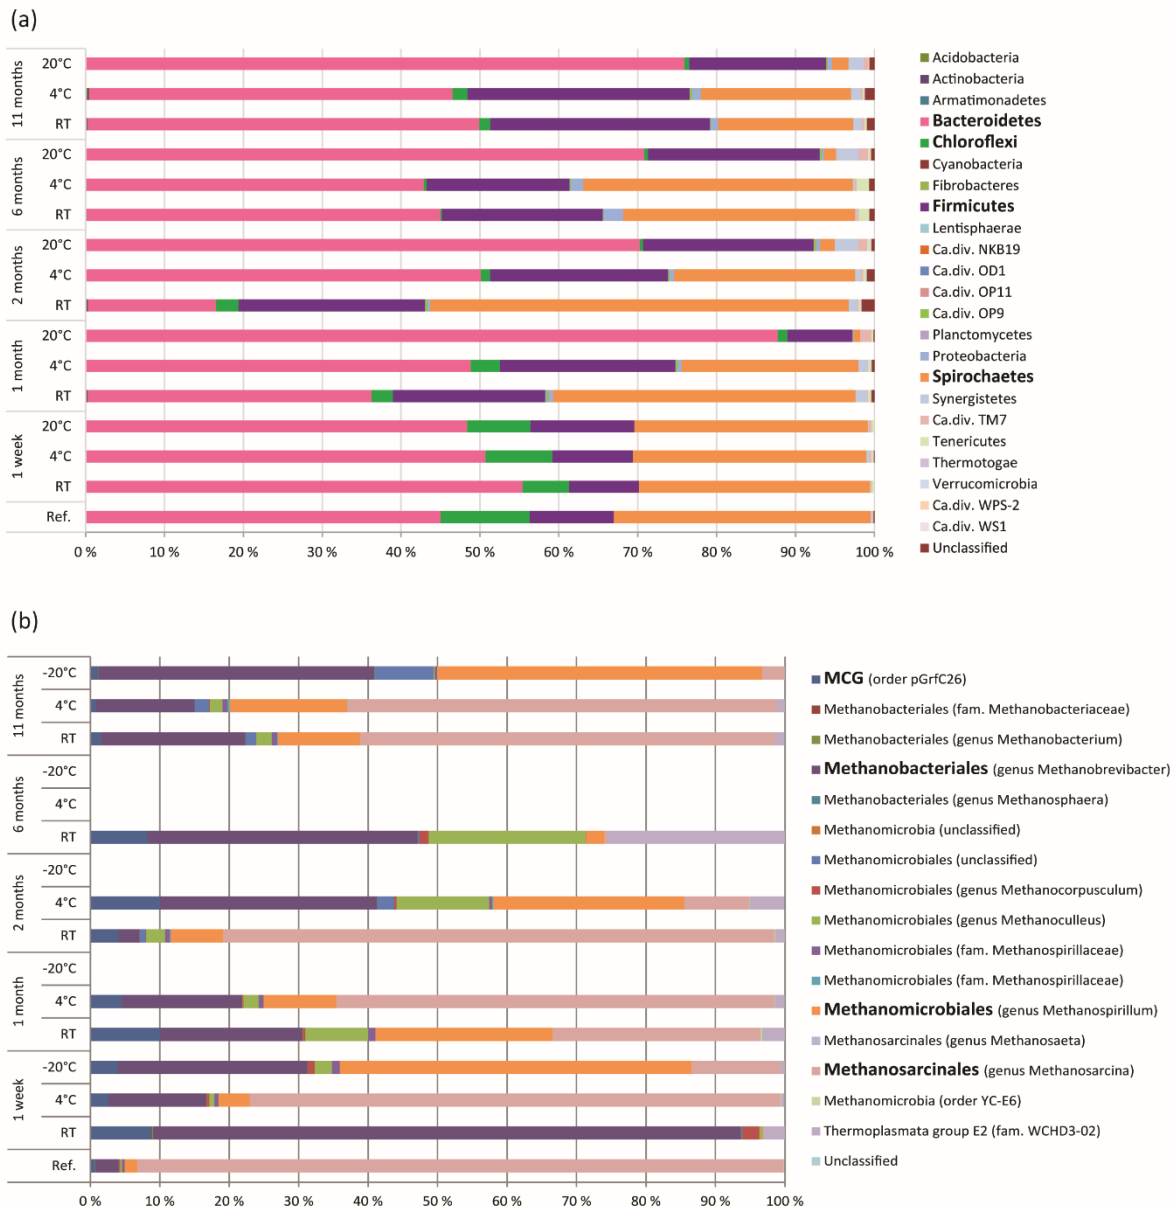 (a)
11 months
20°C
4°C
RT
6 months
20°C
4°C
RT
2 months
20°C
4°C
RT
1 month
20°C
4°C
RT
1 week
20°C
4°C
RT
Ref.
0 % 10 % 20 % 30 % 40 % 50 % 60 % 70 % 80 % 90 % 100 %
Acidobacteria
Actinobacteria
Armatimonadetes
Bacteroidetes
Chloroflexi
Cyanobacteria
Fibrobacteres
Firmicutes
Lentisphaerae
Ca.div. NKB19
Ca.div. OD1
Ca.div. OP11
Ca.div. OP9
Planctomycetes
Proteobacteria
Spirochaetes
Synergistetes
Ca.div. TM7
Tenericutes
Thermotogae
Verrucomicrobia
Ca.div. WPS-2
Ca.div. WS1
Unclassified
(b)
11 months
-20°C
4°C
RT
6 months
-20°C
4°C
RT
2 months
-20°C
4°C
RT
1 month
-20°C
4°C
RT
1 week
-20°C
4°C
RT
Ref.
0 % 10 % 20 % 30 % 40 % 50 % 60 % 70 % 80 % 90 % 100 %
MCG (order pGrfC26)
Methanobacteriales (fam. Methanobacteriaceae)
Methanobacteriales (genus Methanobacterium)
Methanobacteriales (genus Methanobrevibacter)
Methanobacteriales (genus Methanosphaera)
Methanomicrobia (unclassified)
Methanomicrobiales (unclassified)
Methanomicrobiales (genus Methanocorpusculum)
Methanomicrobiales (genus Methanoculleus)
Methanomicrobiales (fam. Methanospirillaceae)
Methanomicrobiales (fam. Methanospirillaceae)
Methanomicrobiales (genus Methanospirillum)
Methanosarcinales (genus Methanosaeta)
Methanosarcinales (genus Methanosarcina)
Methanomicrobia (order YC-E6)
Thermoplasmata group E2 (fam. WCHD3-02)
Unclassified